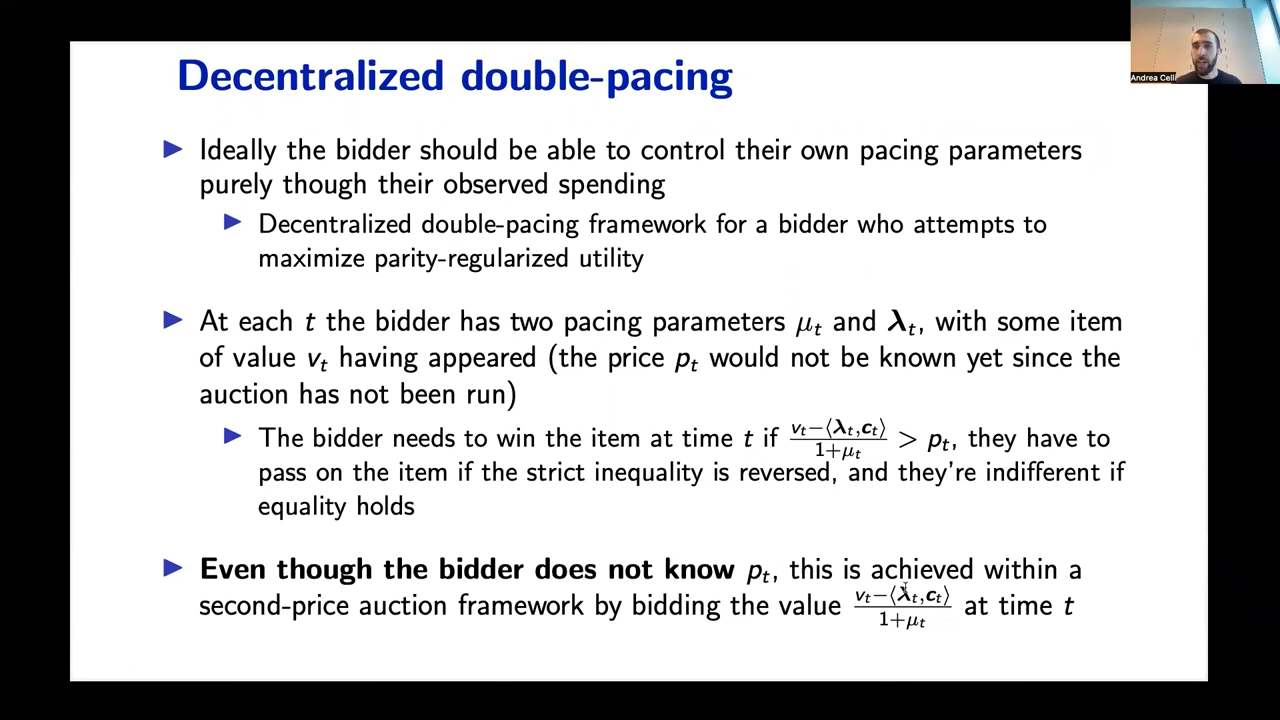 Decentralized double-pacing
Andrea Celli
▶ Ideally the bidder should be able to control their own pacing parameters
purely though their observed spending
▶ Decentralized double-pacing framework for a bidder who attempts to
maximize parity-regularized utility
▶ At each t the bidder has two pacing parameters μₜ and λₜ, with some item
of value vₜ having appeared (the price pₜ would not be known yet since the
auction has not been run)
▶ The bidder needs to win the item at time t if (vₜ−⟨λₜ,cₜ⟩)/(1+μₜ) > pₜ, they have to
pass on the item if the strict inequality is reversed, and they're indifferent if
equality holds
▶ Even though the bidder does not know pₜ, this is achieved within a
second-price auction framework by bidding the value (vₜ−⟨λₜ,cₜ⟩)/(1+μₜ) at time t